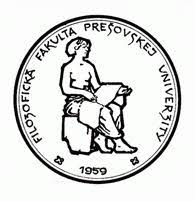 FILOZOFICKÁ FAKULTA PREŠOVSKEJ UNIVERZITY
1959